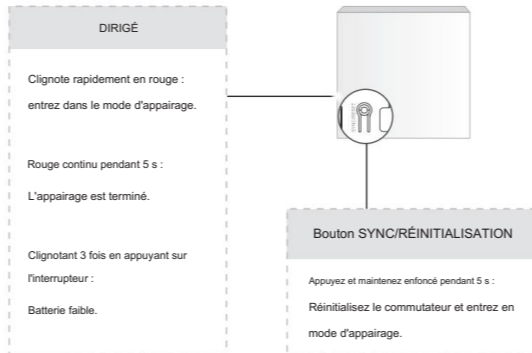 DIRIGÉ
Clignote rapidement en rouge :
entrez dans le mode d'appairage.
Rouge continu pendant 5 s :
L'appairage est terminé.
Clignotant 3 fois en appuyant sur
l'interrupteur :
Batterie faible.
SYNC/RESET
Bouton SYNC/RÉINITIALISATION
Appuyez et maintenez enfoncé pendant 5 s :
Réinitialisez le commutateur et entrez en
mode d'appairage.